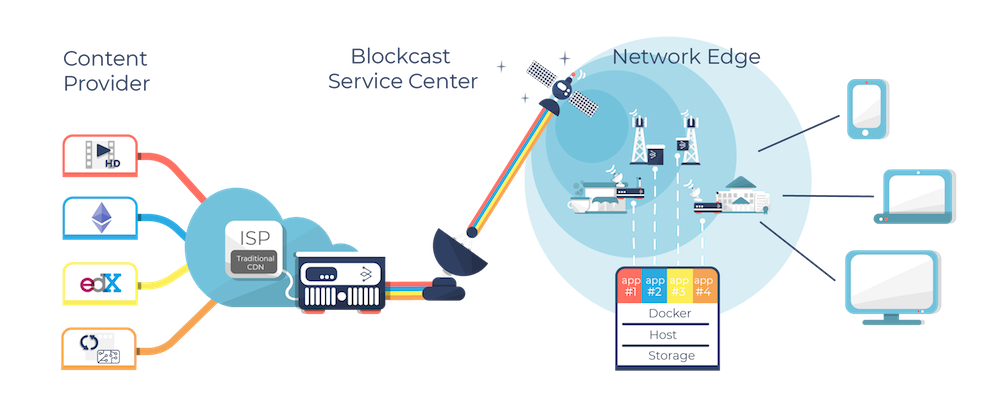 Content
Provider
Blockcast
Service Center
Network Edge
HD
edX
ISP
Traditional
CDN
app
#1
app
#2
app
#3
app
#4
Docker
Host
Storage